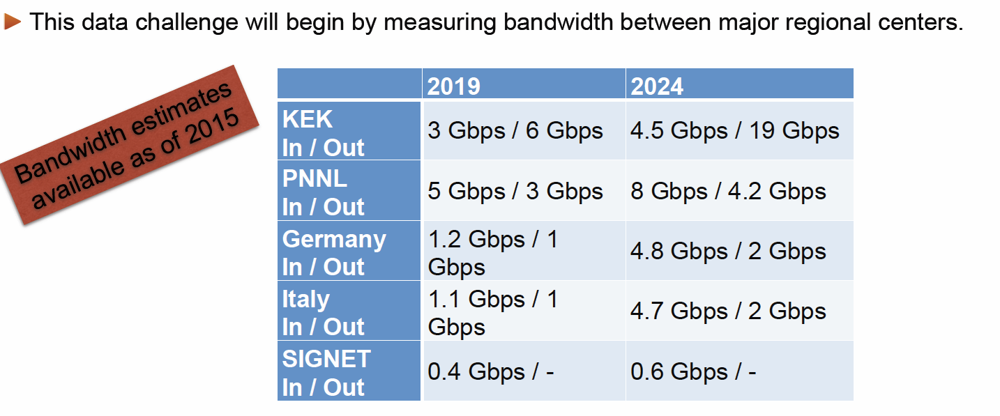 This data challenge will begin by measuring bandwidth between major regional centers.
Bandwidth estimates
available as of 2015
2019 2024
KEK
In / Out
3 Gbps / 6 Gbps 4.5 Gbps / 19 Gbps
PNNL
In / Out
5 Gbps / 3 Gbps 8 Gbps / 4.2 Gbps
Germany
In / Out
1.2 Gbps / 1
Gbps
4.8 Gbps / 2 Gbps
Italy
In / Out
1.1 Gbps / 1
Gbps
4.7 Gbps / 2 Gbps
SIGNET
In / Out
0.4 Gbps / - 0.6 Gbps / -